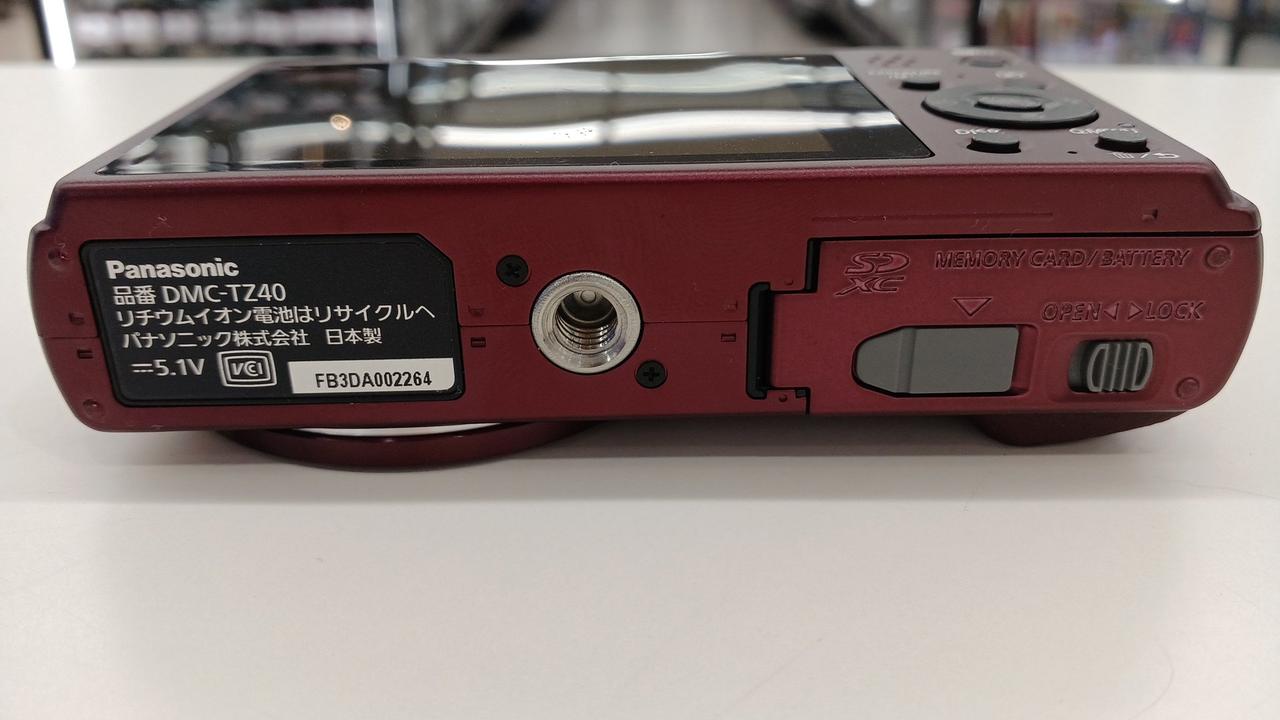 DISP.
Q.MENU
Panasonic
品番 DMC-TZ40
リチウムイオン電池はリサイクルへ
パナソニック株式会社 日本製
⎓5.1V VCI
FB3DA002264
SD
XC
MEMORY CARD/BATTERY
OPEN◁ ▷LOCK